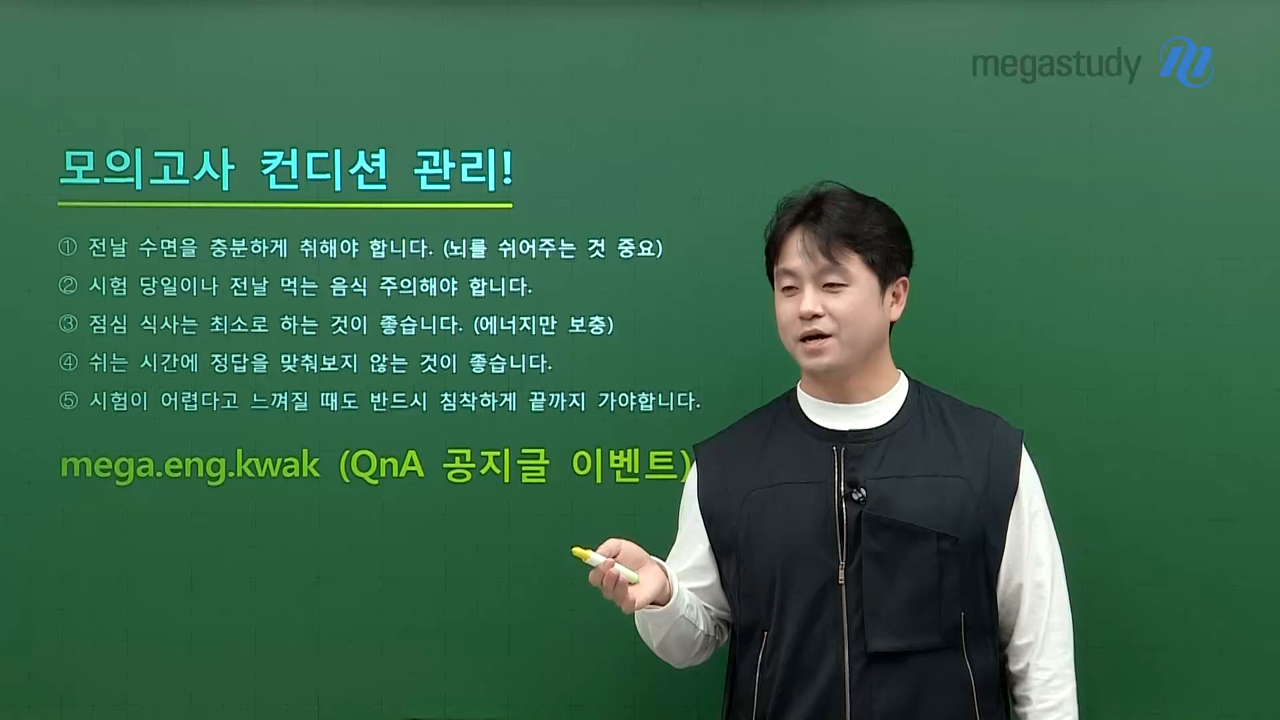 megastudy
모의고사 컨디션 관리!
① 전날 수면을 충분하게 취해야 합니다. (뇌를 쉬어주는 것 중요)
② 시험 당일이나 전날 먹는 음식 주의해야 합니다.
③ 점심 식사는 최소로 하는 것이 좋습니다. (에너지만 보충)
④ 쉬는 시간에 정답을 맞춰보지 않는 것이 좋습니다.
⑤ 시험이 어렵다고 느껴질 때도 반드시 침착하게 끝까지 가야합니다.
mega.eng.kwak (QnA 공지글 이벤트)